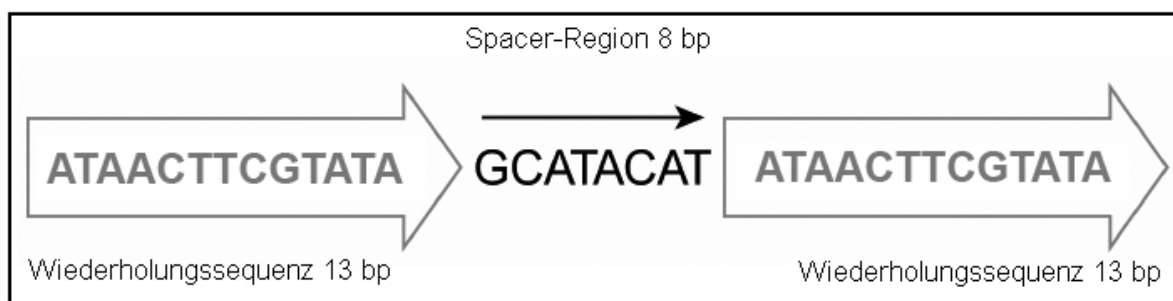 Spacer-Region 8 bp
ATAACTTCGTATA GCATACAT ATAACTTCGTATA
Wiederholungssequenz 13 bp Wiederholungssequenz 13 bp